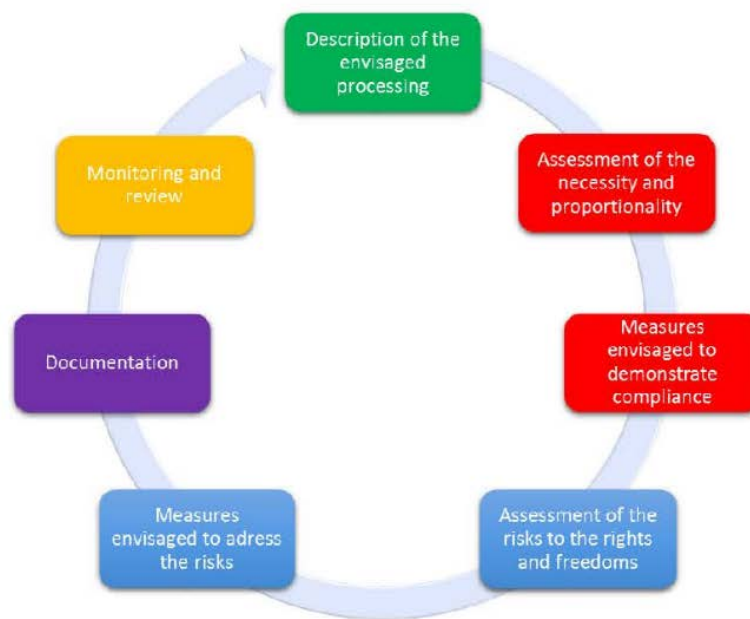 Description of the
envisaged
processing
Assessment of the
necessity and
proportionality
Measures
envisaged to
demonstrate
compliance
Assessment of the
risks to the rights
and freedoms
Measures
envisaged to adress
the risks
Documentation
Monitoring and
review